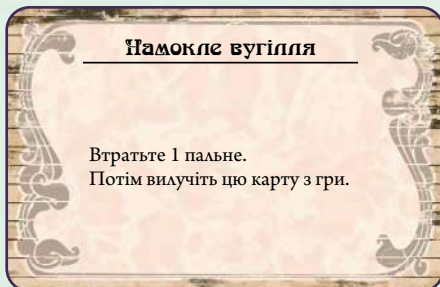 Намокле вугілля
Втратьте 1 пальне.
Потім вилучіть цю карту з гри.